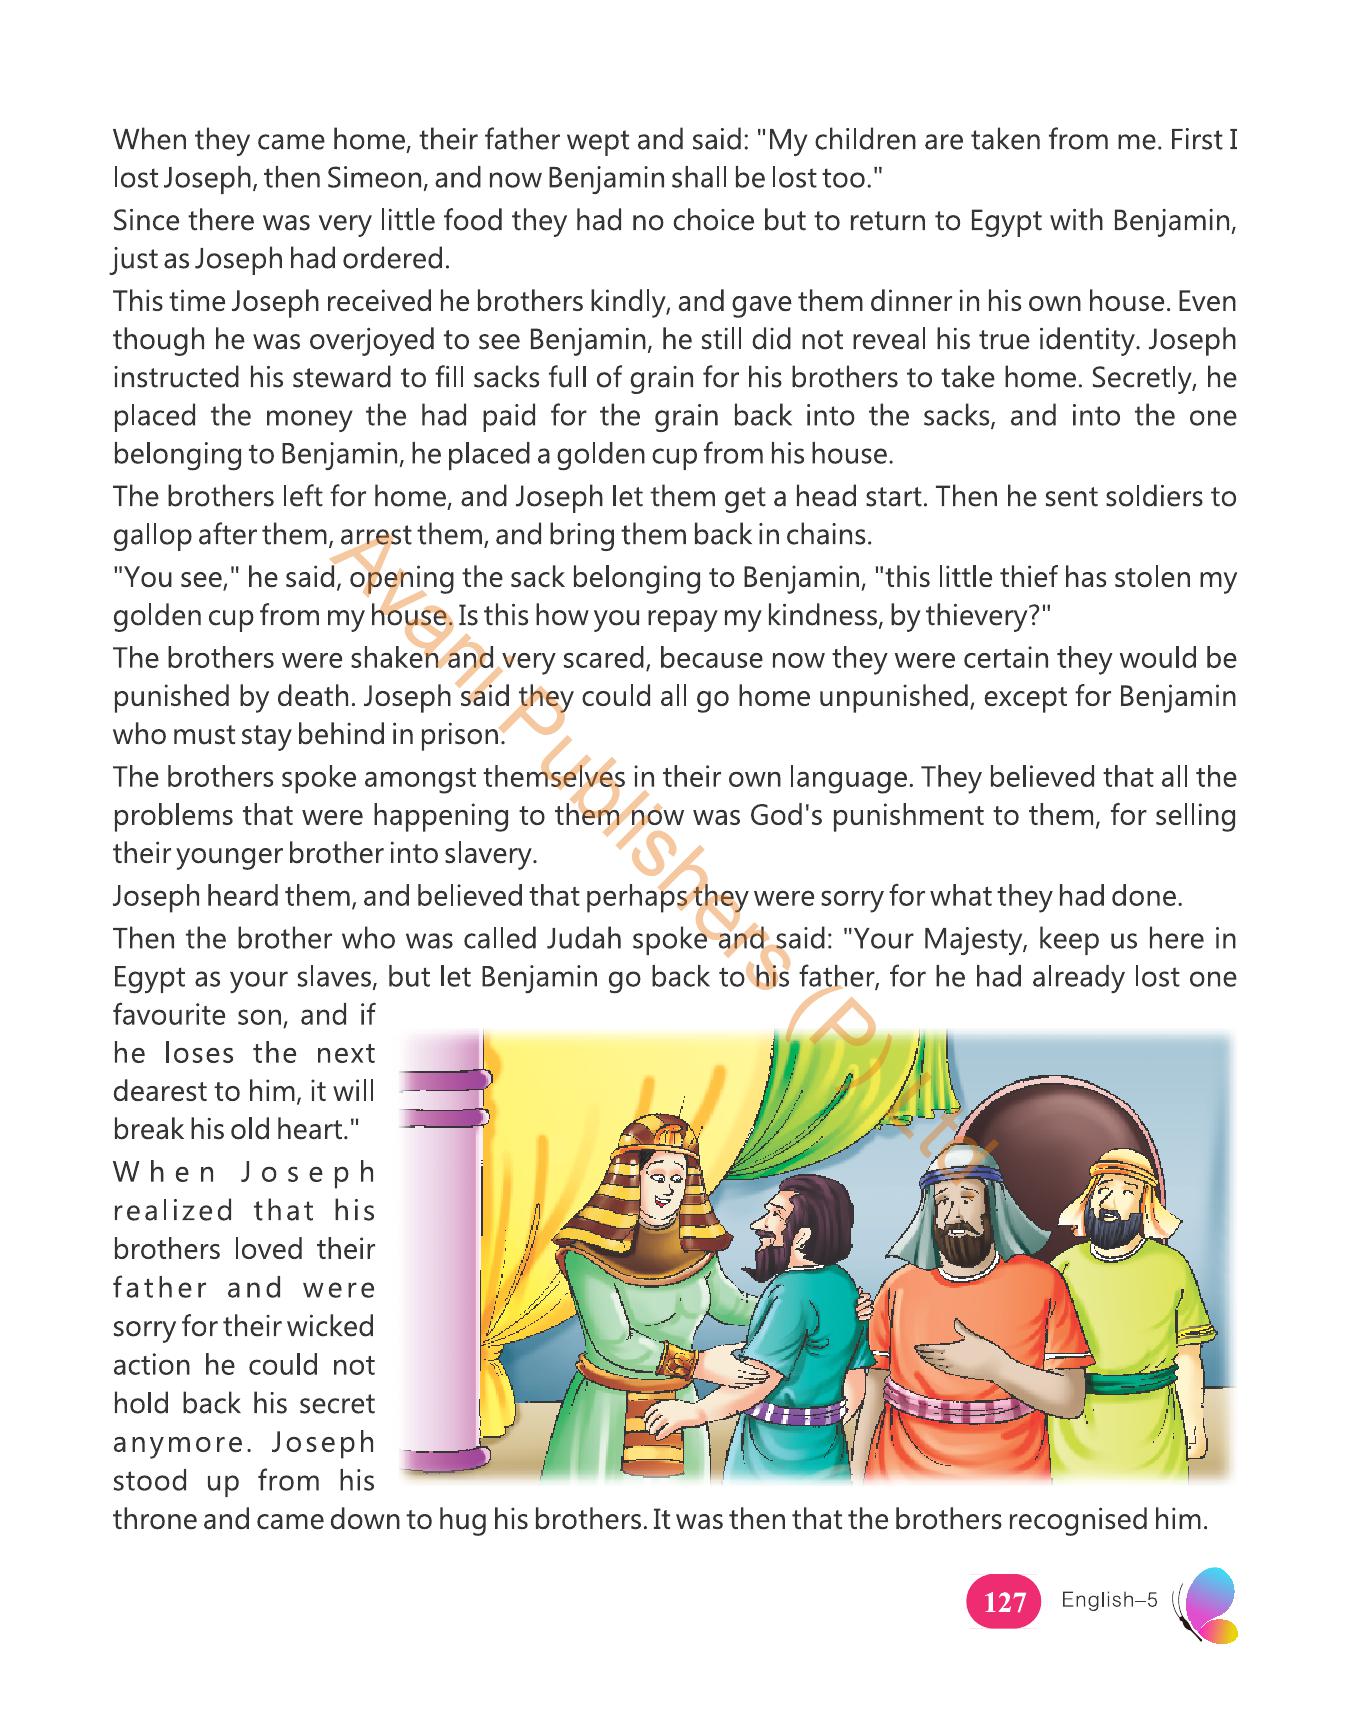 When they came home, their father wept and said: "My children are taken from me. First I
lost Joseph, then Simeon, and now Benjamin shall be lost too."
Since there was very little food they had no choice but to return to Egypt with Benjamin,
just as Joseph had ordered.
This time Joseph received he brothers kindly, and gave them dinner in his own house. Even
though he was overjoyed to see Benjamin, he still did not reveal his true identity. Joseph
instructed his steward to fill sacks full of grain for his brothers to take home. Secretly, he
placed the money the had paid for the grain back into the sacks, and into the one
belonging to Benjamin, he placed a golden cup from his house.
The brothers left for home, and Joseph let them get a head start. Then he sent soldiers to
gallop after them, arrest them, and bring them back in chains.
"You see," he said, opening the sack belonging to Benjamin, "this little thief has stolen my
golden cup from my house. Is this how you repay my kindness, by thievery?"
The brothers were shaken and very scared, because now they were certain they would be
punished by death. Joseph said they could all go home unpunished, except for Benjamin
who must stay behind in prison.
The brothers spoke amongst themselves in their own language. They believed that all the
problems that were happening to them now was God's punishment to them, for selling
their younger brother into slavery.
Joseph heard them, and believed that perhaps they were sorry for what they had done.
Then the brother who was called Judah spoke and said: "Your Majesty, keep us here in
Egypt as your slaves, but let Benjamin go back to his father, for he had already lost one
favourite son, and if
he loses the next
dearest to him, it will
break his old heart."
When Joseph
realized that his
brothers loved their
father and were
sorry for their wicked
action he could not
hold back his secret
anymore. Joseph
stood up from his
throne and came down to hug his brothers. It was then that the brothers recognised him.
127 English–5
Avani Publishers (P) Ltd